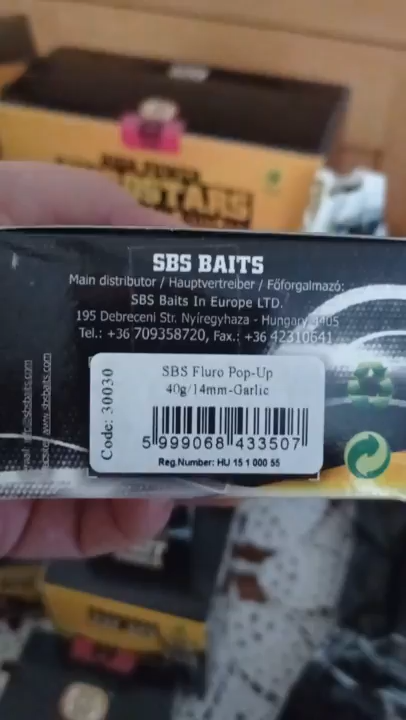 SBS BAITS
Main distributor / Hauptvertreiber / Főforgalmazó:
SBS Baits In Europe LTD.
195 Debreceni Str. Nyíregyhaza - Hungary 4405
Tel.: +36 709358720, Fax.: +36 42310641
SBS Fluro Pop-Up
40g/14mm-Garlic
Code: 30030
5 999068 433507
Reg.Number: HU 15 1 000 55
www.sbsbaits.com